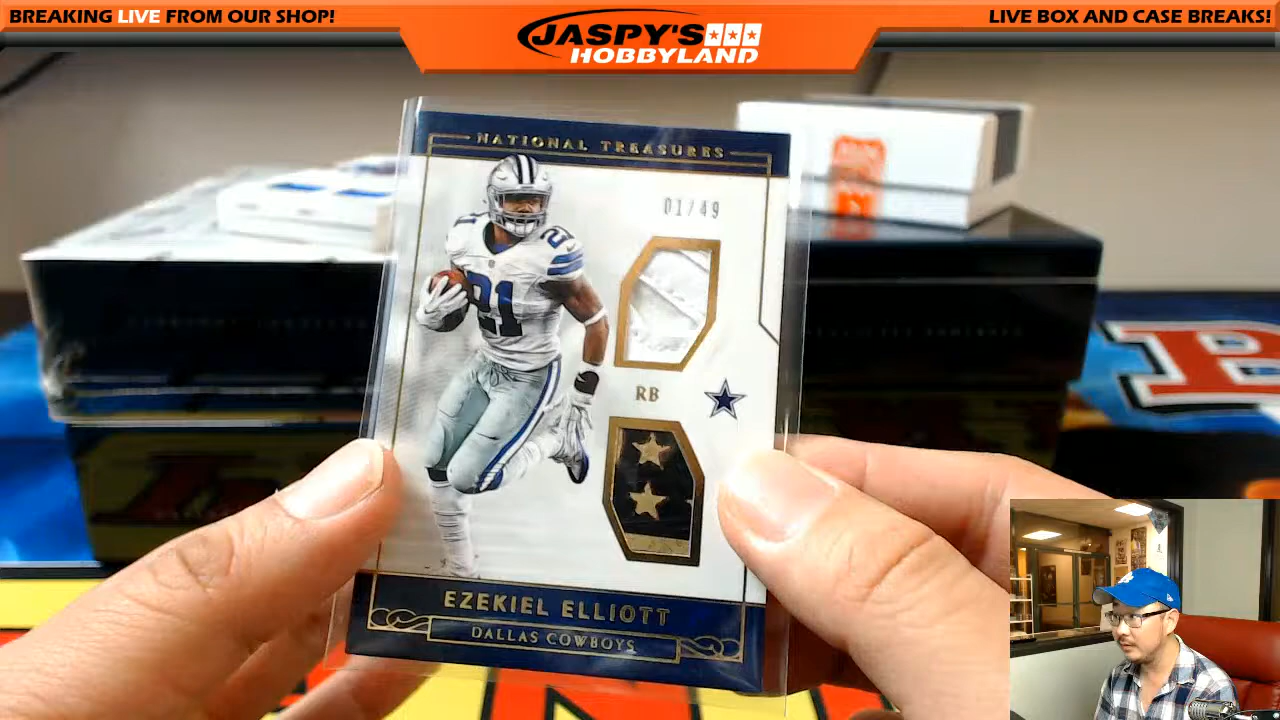 BREAKING LIVE FROM OUR SHOP!
JASPY'S
HOBBYLAND
LIVE BOX AND CASE BREAKS!
NATIONAL TREASURES
01/49
21
21
RB
EZEKIEL ELLIOTT
DALLAS COWBOYS